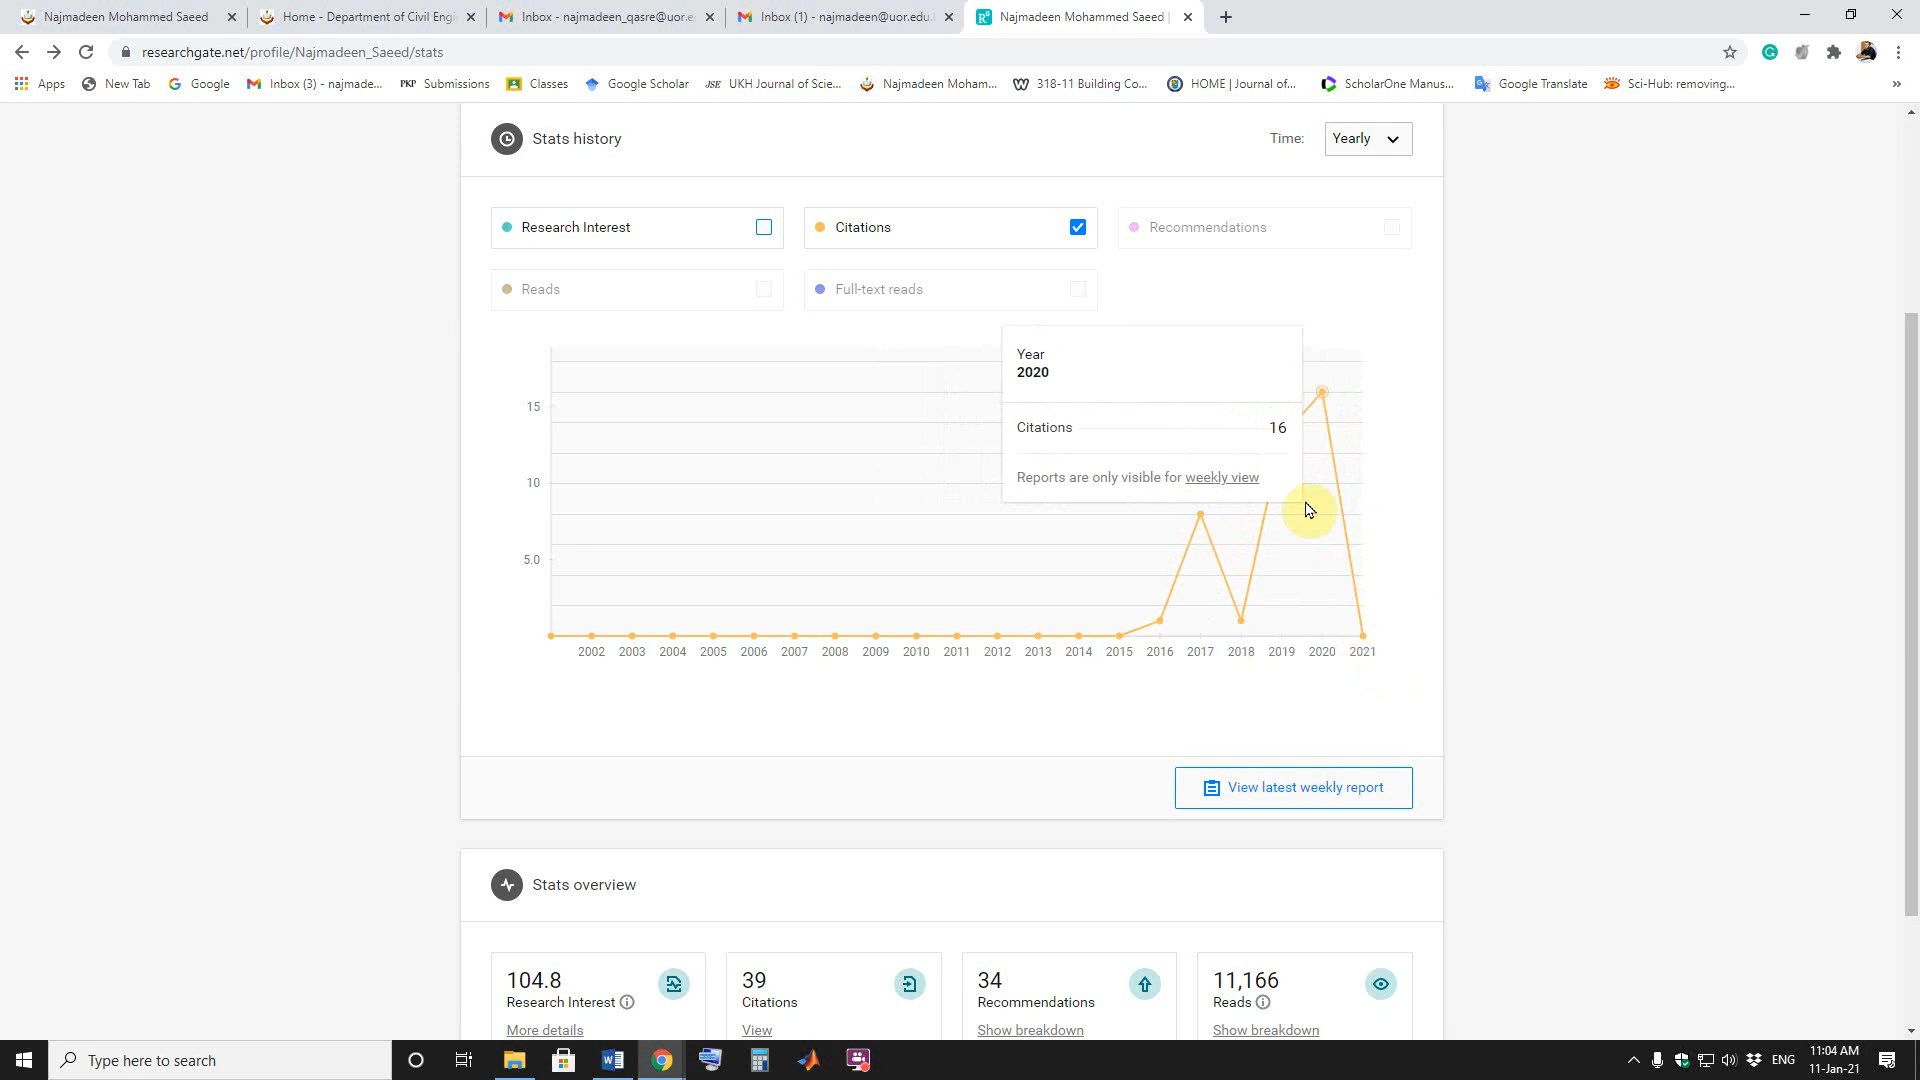 Najmadeen Mohammed Saeed
Home - Department of Civil Engi
Inbox - najmadeen_qasre@uor.e
Inbox (1) - najmadeen@uor.edu.
Najmadeen Mohammed Saeed |
researchgate.net/profile/Najmadeen_Saeed/stats
Apps
New Tab
Google
Inbox (3) - najmade...
PKP Submissions
Classes
Google Scholar
JSE UKH Journal of Scie...
Najmadeen Moham...
318-11 Building Co...
HOME | Journal of...
ScholarOne Manus...
Google Translate
Sci-Hub: removing...
»
Stats history
Time:
Yearly
Research Interest
Citations
Recommendations
Reads
Full-text reads
Year
2020
Citations 16
Reports are only visible for weekly view
15
10
5.0
2002 2003 2004 2005 2006 2007 2008 2009 2010 2011 2012 2013 2014 2015 2016 2017 2018 2019 2020 2021
View latest weekly report
Stats overview
104.8
Research Interest
More details
39
Citations
View
34
Recommendations
Show breakdown
11,166
Reads
Show breakdown
Type here to search
ENG
11:04 AM
11-Jan-21